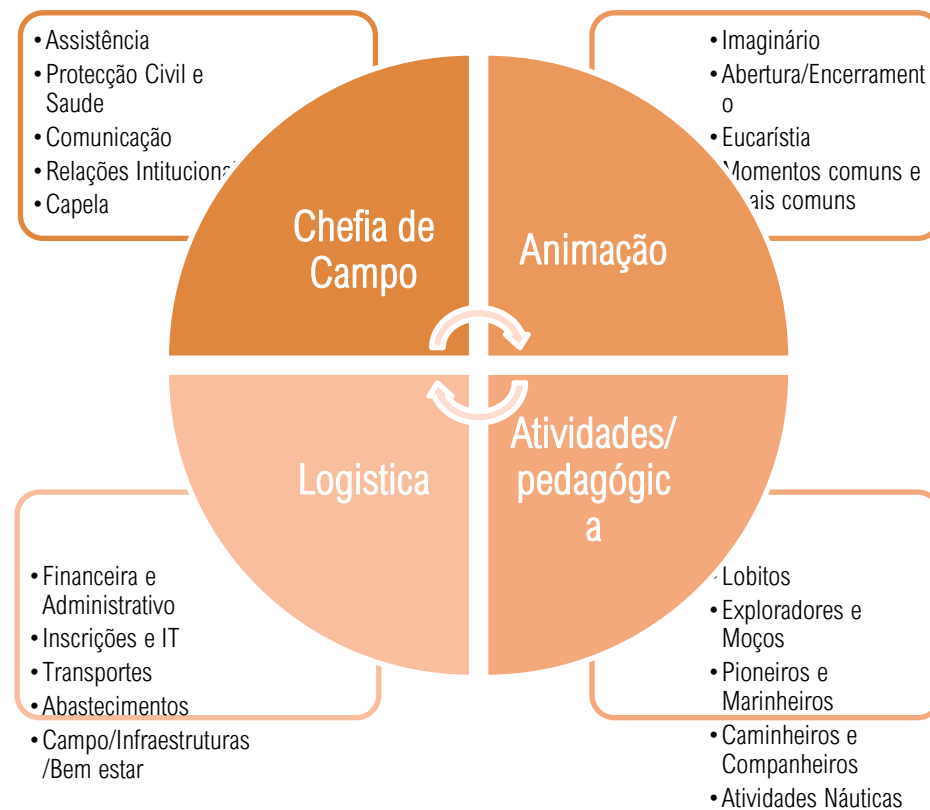 • Assistência
• Protecção Civil e
Saude
• Comunicação
• Relações Intituciona
• Capela
• Imaginário
• Abertura/Encerrament
o
• Eucarístia
Momentos comuns e
ais comuns
Chefia de
Campo
Animação
Logistica
Atividades/
pedagógic
a
• Financeira e
Administrativo
• Inscrições e IT
• Transportes
• Abastecimentos
• Campo/Infraestruturas
/Bem estar
• Lobitos
• Exploradores e
Moços
• Pioneiros e
Marinheiros
• Caminheiros e
Companheiros
• Atividades Náuticas